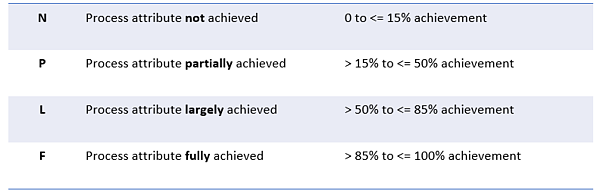 N Process attribute not achieved 0 to <= 15% achievement
P Process attribute partially achieved > 15% to <= 50% achievement
L Process attribute largely achieved > 50% to <= 85% achievement
F Process attribute fully achieved > 85% to <= 100% achievement